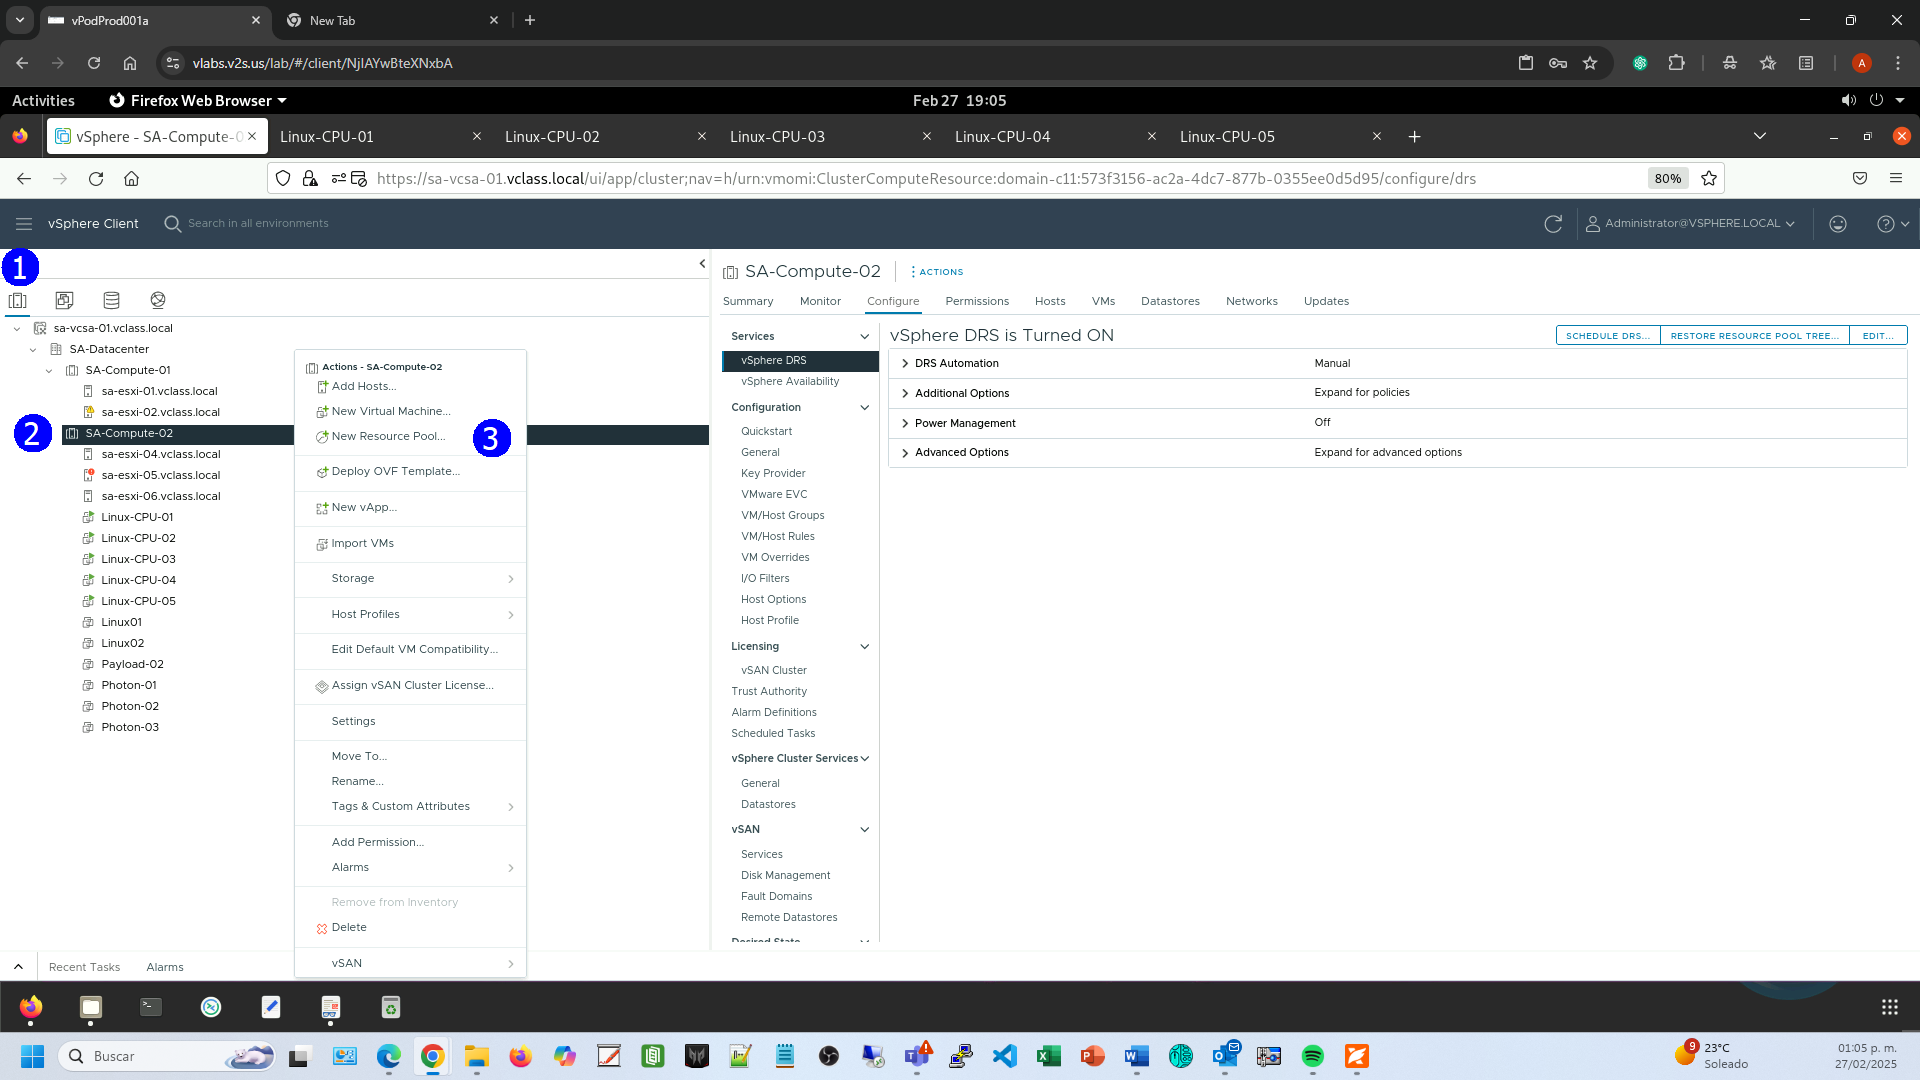 vPodProd001a
New Tab
vlabs.v2s.us/lab/#/client/NjIAYwBteXNxbA
A
Activities
Firefox Web Browser
Feb 27 19:05
vSphere - SA-Compute-0
Linux-CPU-01
Linux-CPU-02
Linux-CPU-03
Linux-CPU-04
Linux-CPU-05
https://sa-vcsa-01.vclass.local/ui/app/cluster;nav=h/urn:vmomi:ClusterComputeResource:domain-c11:573f3156-ac2a-4dc7-877b-0355ee0d5d95/configure/drs
80%
vSphere Client
Search in all environments
Administrator@VSPHERE.LOCAL
1
sa-vcsa-01.vclass.local
SA-Datacenter
SA-Compute-01
sa-esxi-01.vclass.local
sa-esxi-02.vclass.local
2
SA-Compute-02
sa-esxi-04.vclass.local
sa-esxi-05.vclass.local
sa-esxi-06.vclass.local
Linux-CPU-01
Linux-CPU-02
Linux-CPU-03
Linux-CPU-04
Linux-CPU-05
Linux01
Linux02
Payload-02
Photon-01
Photon-02
Photon-03
Actions - SA-Compute-02
Add Hosts...
New Virtual Machine...
New Resource Pool...
3
Deploy OVF Template...
New vApp...
Import VMs
Storage
Host Profiles
Edit Default VM Compatibility...
Assign vSAN Cluster License...
Settings
Move To...
Rename...
Tags & Custom Attributes
Add Permission...
Alarms
Remove from Inventory
Delete
vSAN
SA-Compute-02
ACTIONS
Summary
Monitor
Configure
Permissions
Hosts
VMs
Datastores
Networks
Updates
Services
vSphere DRS
vSphere Availability
Configuration
Quickstart
General
Key Provider
VMware EVC
VM/Host Groups
VM/Host Rules
VM Overrides
I/O Filters
Host Options
Host Profile
Licensing
vSAN Cluster
Trust Authority
Alarm Definitions
Scheduled Tasks
vSphere Cluster Services
General
Datastores
vSAN
Services
Disk Management
Fault Domains
Remote Datastores
Desired State
vSphere DRS is Turned ON
SCHEDULE DRS...
RESTORE RESOURCE POOL TREE...
EDIT...
DRS Automation
Manual
Additional Options
Expand for policies
Power Management
Off
Advanced Options
Expand for advanced options
Recent Tasks
Alarms
Buscar
9
23°C
Soleado
01:05 p. m.
27/02/2025